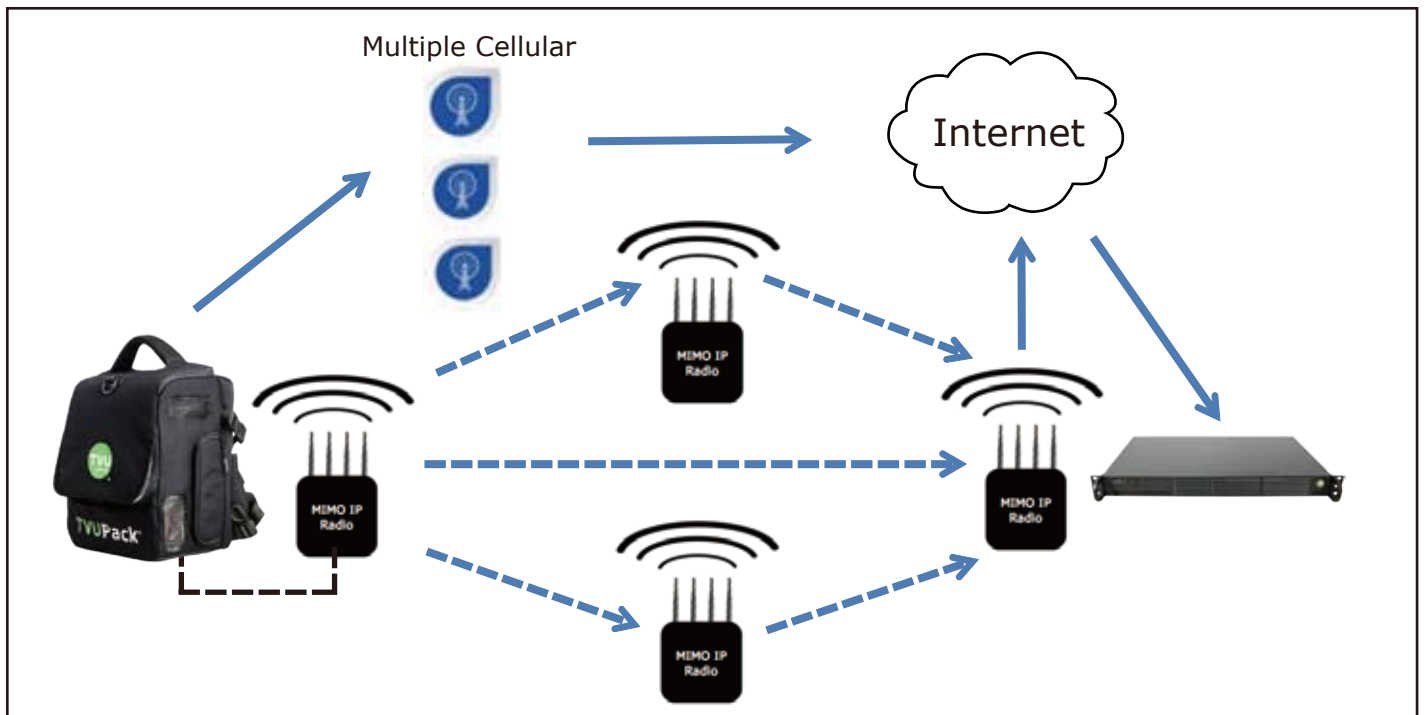 Multiple Cellular
Internet
MIMO IP
Radio
TVU
TVUPack
MIMO IP
Radio
MIMO IP
Radio
MIMO IP
Radio